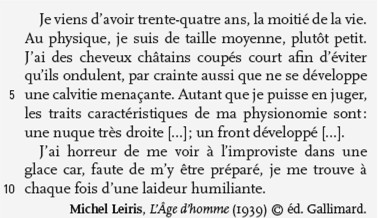 Je viens d’avoir trente-quatre ans, la moitié de la vie.
Au physique, je suis de taille moyenne, plutôt petit.
J’ai des cheveux châtains coupés court afin d’éviter
qu’ils ondulent, par crainte aussi que ne se développe
5 une calvitie menaçante. Autant que je puisse en juger,
les traits caractéristiques de ma physionomie sont :
une nuque très droite [...] ; un front développé [...].
J’ai horreur de me voir à l’improviste dans une
glace car, faute de m’y être préparé, je me trouve à
10 chaque fois d’une laideur humiliante.
Michel Leiris, L’Âge d’homme (1939) © éd. Gallimard.